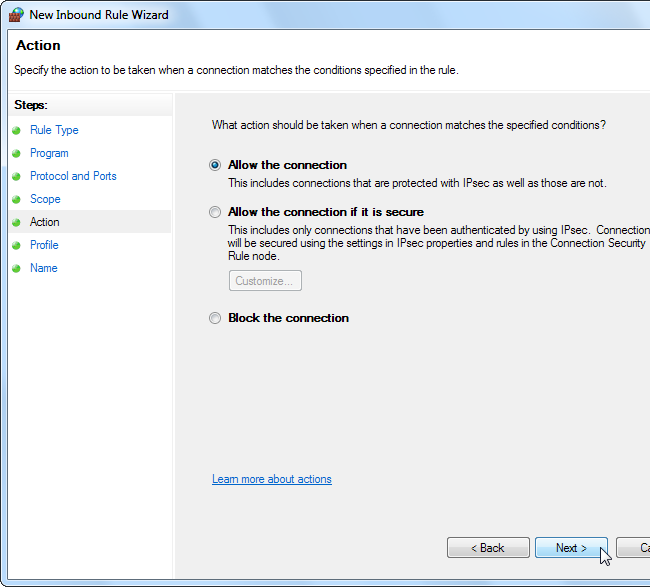 New Inbound Rule Wizard
Action
Specify the action to be taken when a connection matches the conditions specified in the rule.
Steps:
Rule Type
Program
Protocol and Ports
Scope
Action
Profile
Name
What action should be taken when a connection matches the specified conditions?
Allow the connection
This includes connections that are protected with IPsec as well as those are not.
Allow the connection if it is secure
This includes only connections that have been authenticated by using IPsec. Connection
will be secured using the settings in IPsec properties and rules in the Connection Security
Rule node.
Customize...
Block the connection
Learn more about actions
< Back
Next >
Ca